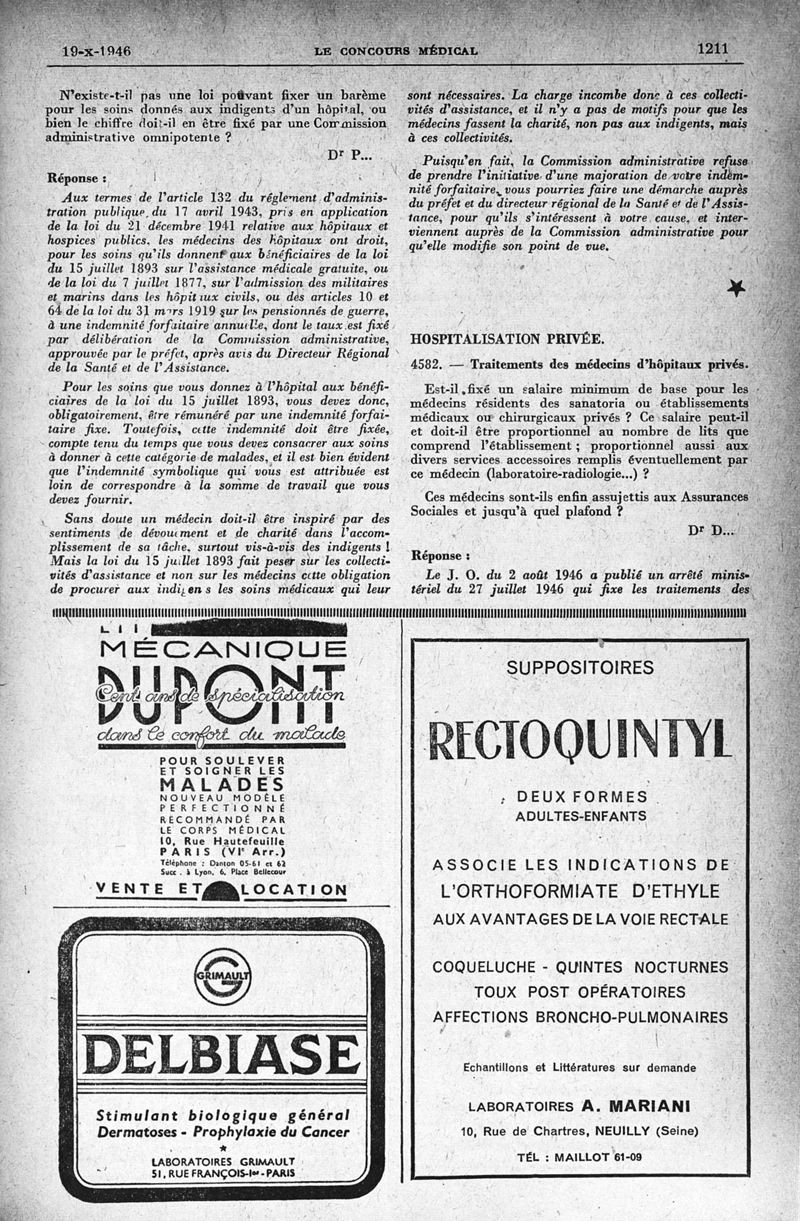 19-X-1946
LE CONCOURS MÉDICAL
1211
N'existe-t-il pas une loi pouvant fixer un barème
pour les soins donnés aux indigents d'un hôpital, ou
bien le chiffre doit-il en être fixé par une Commission
administrative omnipotente ?
Dr P...
Réponse :
Aux termes de l'article 132 du règlement d'adminis-
tration publique du 17 avril 1943, pris en application
de la loi du 21 décembre 1941 relative aux hôpitaux et
hospices publics, les médecins des hôpitaux ont droit,
pour les soins qu'ils donnent aux bénéficiaires de la loi
du 15 juillet 1893 sur l'assistance médicale gratuite, ou
de la loi du 7 juillet 1877, sur l'admission des militaires
et marins dans les hôpitaux civils, ou des articles 10 et
64 de la loi du 31 mars 1919 sur les pensionnés de guerre,
à une indemnité forfaitaire annuelle, dont le taux est fixé
par délibération de la Commission administrative,
approuvée par le préfet, après avis du Directeur Régional
de la Santé et de l'Assistance.
Pour les soins que vous donnez à l'hôpital aux bénéfi-
ciaires de la loi du 15 juillet 1893, vous devez donc,
obligatoirement, être rémunéré par une indemnité forfai-
taire fixe. Toutefois, cette indemnité doit être fixée,
compte tenu du temps que vous devez consacrer aux soins
à donner à cette catégorie de malades, et il est bien évident
que l'indemnité symbolique qui vous est attribuée est
loin de correspondre à la somme de travail que vous
devez fournir.
Sans doute un médecin doit-il être inspiré par des
sentiments de dévouement et de charité dans l'accom-
plissement de sa tâche, surtout vis-à-vis des indigents !
Mais la loi du 15 juillet 1893 fait peser sur les collecti-
vités d'assistance et non sur les médecins cette obligation
de procurer aux indigens les soins médicaux qui leur
sont nécessaires. La charge incombe donc à ces collecti-
vités d'assistance, et il n'y a pas de motifs pour que les
médecins fassent la charité, non pas aux indigents, mais
à ces collectivités.
Puisqu'en fait, la Commission administrative refuse
de prendre l'initiative d'une majoration de votre indem-
nité forfaitaire, vous pourriez faire une démarche auprès
du préfet et du directeur régional de la Santé et de l'Assis-
tance, pour qu'ils s'intéressent à votre cause, et inter-
viennent auprès de la Commission administrative pour
qu'elle modifie son point de vue.
HOSPITALISATION PRIVÉE.
4582. — Traitements des médecins d'hôpitaux privés.
Est-il fixé un salaire minimum de base pour les
médecins résidents des sanatoria ou établissements
médicaux ou chirurgicaux privés ? Ce salaire peut-il
et doit-il être proportionnel au nombre de lits que
comprend l'établissement ; proportionnel aussi aux
divers services accessoires remplis éventuellement par
ce médecin (laboratoire-radiologie...) ?
Ces médecins sont-ils enfin assujettis aux Assurances
Sociales et jusqu'à quel plafond ?
Dr D...
Réponse :
Le J. O. du 2 août 1946 a publié un arrêté minis-
tériel du 27 juillet 1946 qui fixe les traitements des
LIT
MÉCANIQUE
DUPONT
Cent ans de spécialisation
dans le confort du malade
POUR SOULEVER
ET SOIGNER LES
MALADES
NOUVEAU MODÈLE
PERFECTIONNÉ
RECOMMANDÉ PAR
LE CORPS MÉDICAL
10, Rue Hautefeuille
PARIS (VIe Arr.)
Téléphone : Danton 05-61 et 62
Succ. à Lyon, 6, Place Bellecour
VENTE ET LOCATION
GRIMAULT
DELBIASE
Stimulant biologique général
Dermatoses - Prophylaxie du Cancer
LABORATOIRES GRIMAULT
51, RUE FRANÇOIS-Ier - PARIS
SUPPOSITOIRES
RECTOQUINTYL
DEUX FORMES
ADULTES-ENFANTS
ASSOCIE LES INDICATIONS DE
L'ORTHOFORMIATE D'ETHYLE
AUX AVANTAGES DE LA VOIE RECTALE
COQUELUCHE - QUINTES NOCTURNES
TOUX POST OPÉRATOIRES
AFFECTIONS BRONCHO-PULMONAIRES
Echantillons et Littératures sur demande
LABORATOIRES A. MARIANI
10, Rue de Chartres, NEUILLY (Seine)
TÉL : MAILLOT 61-09